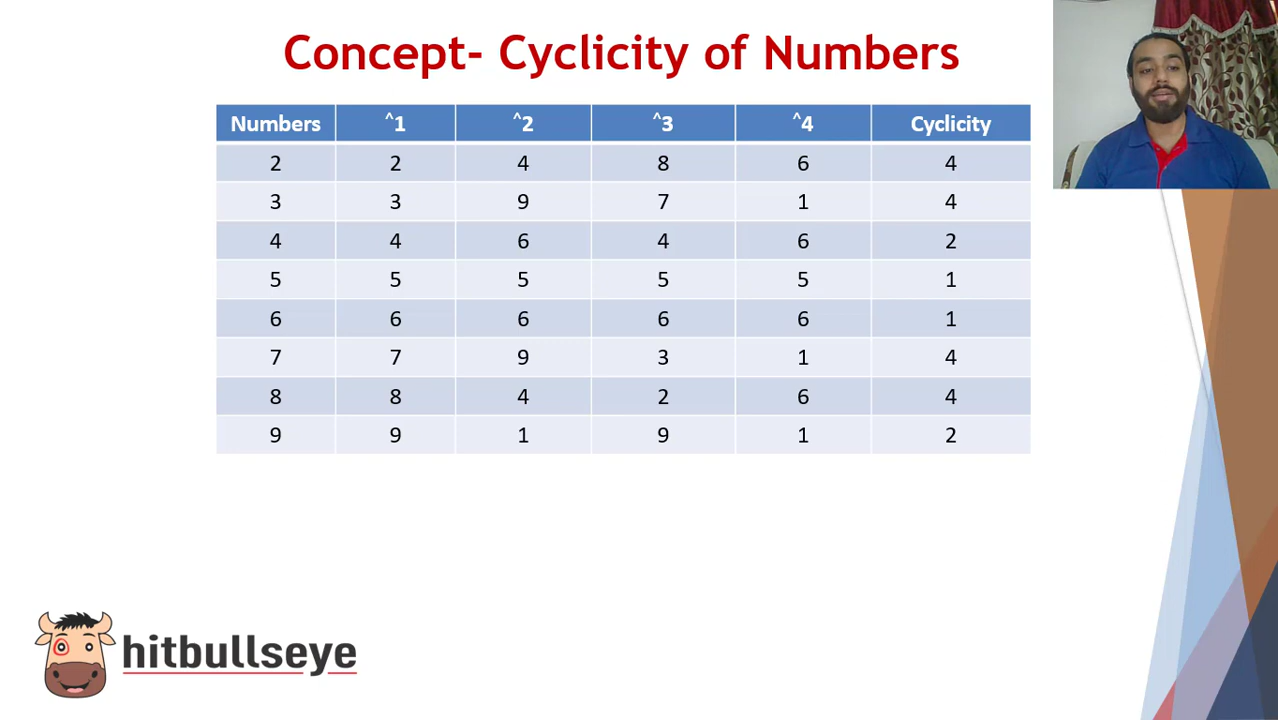 Concept- Cyclicity of Numbers
Numbers ^1 ^2 ^3 ^4 Cyclicity
2 2 4 8 6 4
3 3 9 7 1 4
4 4 6 4 6 2
5 5 5 5 5 1
6 6 6 6 6 1
7 7 9 3 1 4
8 8 4 2 6 4
9 9 1 9 1 2
hitbullseye